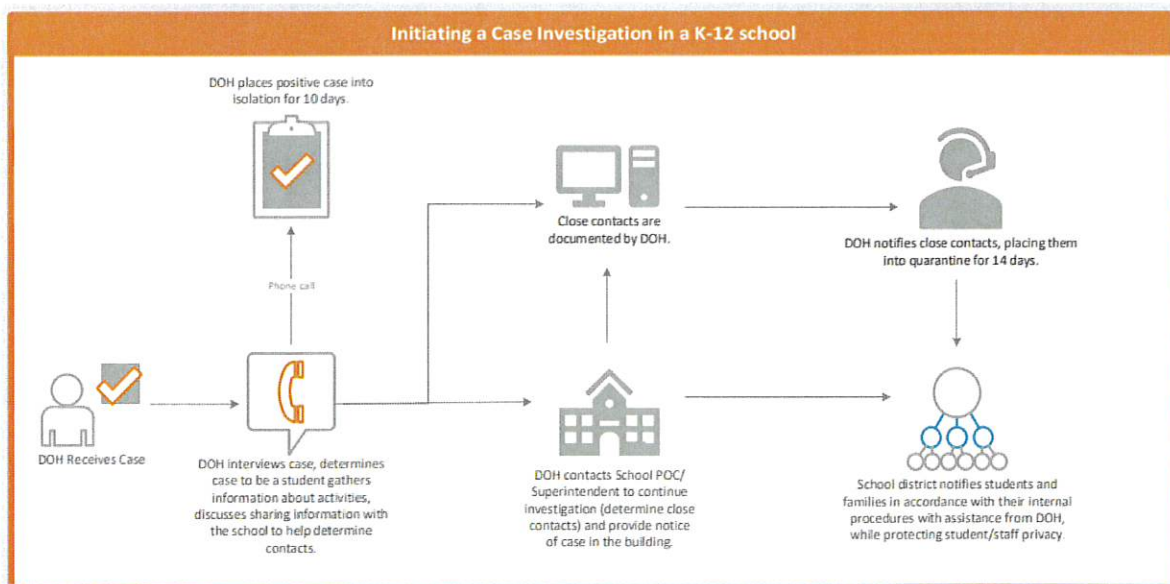 Initiating a Case Investigation in a K-12 school
DOH places positive case into
isolation for 10 days.
Phone call
Close contacts are
documented by DOH.
DOH notifies close contacts, placing them
into quarantine for 14 days.
DOH Receives Case
DOH interviews case, determines
case to be a student gathers
information about activities,
discusses sharing information with
the school to help determine
contacts.
DOH contacts School POC/
Superintendent to continue
investigation (determine close
contacts) and provide notice
of case in the building.
School district notifies students and
families in accordance with their internal
procedures with assistance from DOH,
while protecting student/staff privacy.